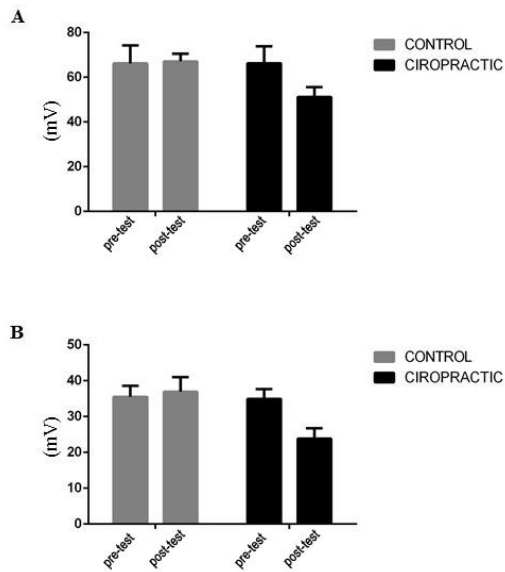 A
80
60
40
20
0
(mV)
pre-test
post-test
pre-test
post-test
CONTROL
CIROPRACTIC
B
50
40
30
20
10
0
(mV)
pre-test
post-test
pre-test
post-test
CONTROL
CIROPRACTIC